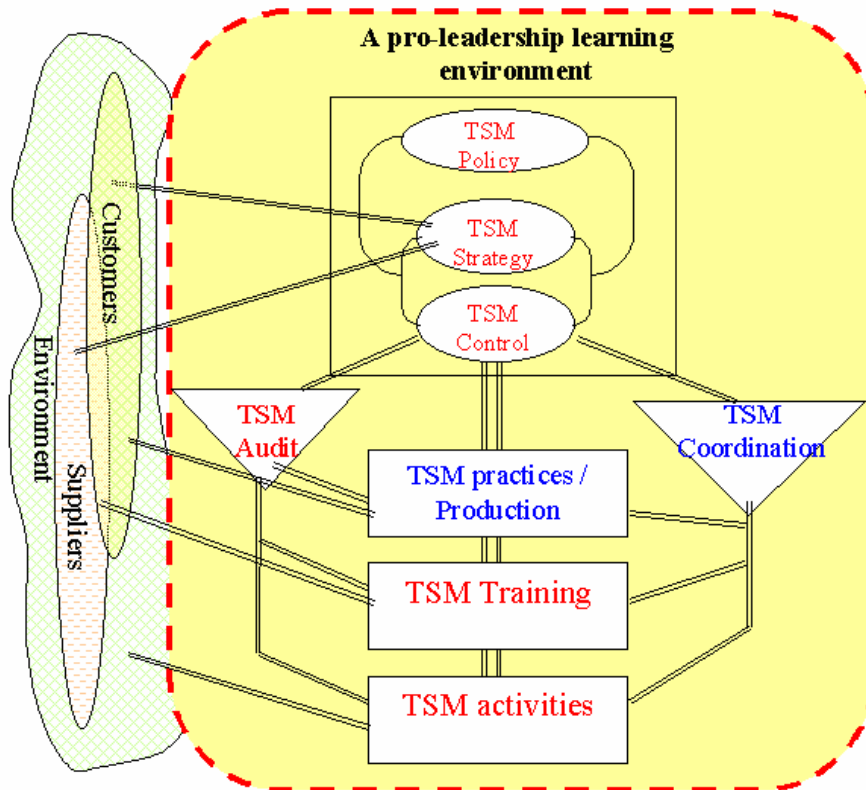 A pro-leadership learning
environment
TSM
Policy
TSM
Strategy
TSM
Control
Customers
Environment
Suppliers
TSM
Audit
TSM
Coordination
TSM practices /
Production
TSM Training
TSM activities